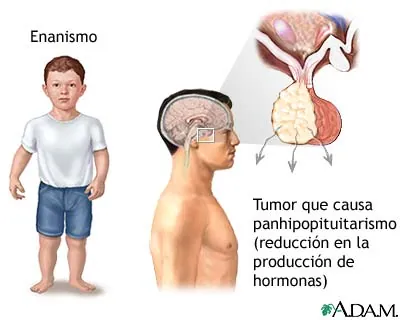 Enanismo
Tumor que causa
panhipopituitarismo
(reducción en la
producción de
hormonas)
A.D.A.M.